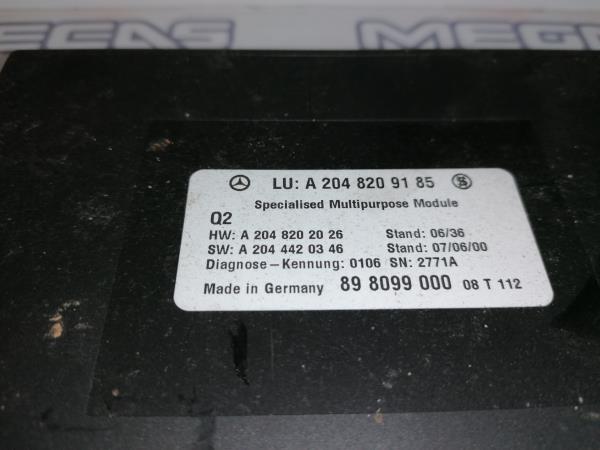 LU: A 204 820 91 85
Specialised Multipurpose Module
Q2
HW: A 204 820 20 26 Stand: 06/36
SW: A 204 442 03 46 Stand: 07/06/00
Diagnose-Kennung: 0106 SN: 2771A
Made in Germany 89 8099 000 08 T 112